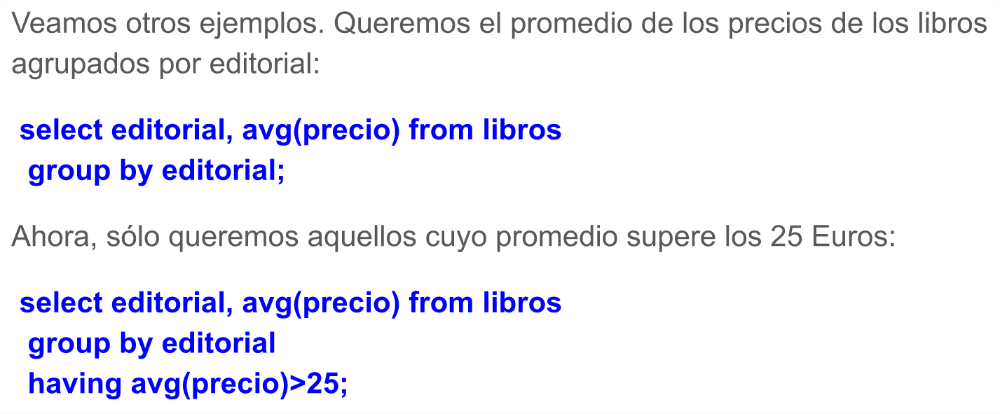 Veamos otros ejemplos. Queremos el promedio de los precios de los libros
agrupados por editorial:
select editorial, avg(precio) from libros
group by editorial;
Ahora, sólo queremos aquellos cuyo promedio supere los 25 Euros:
select editorial, avg(precio) from libros
group by editorial
having avg(precio)>25;